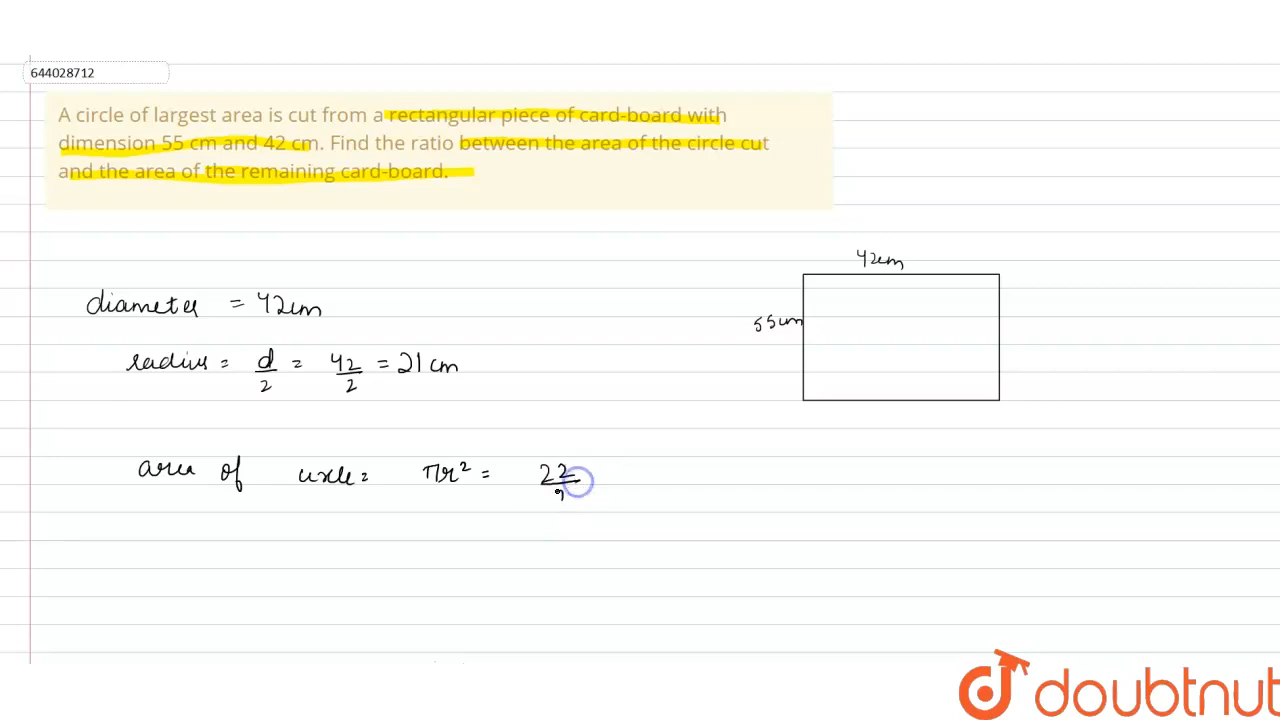 644028712
A circle of largest area is cut from a rectangular piece of card-board with
dimension 55 cm and 42 cm. Find the ratio between the area of the circle cut
and the area of the remaining card-board.
42cm
diameter = 42cm
55cm
radius = d/2 = 42/2 = 21 cm
area of = πr² = 22
doubtnut